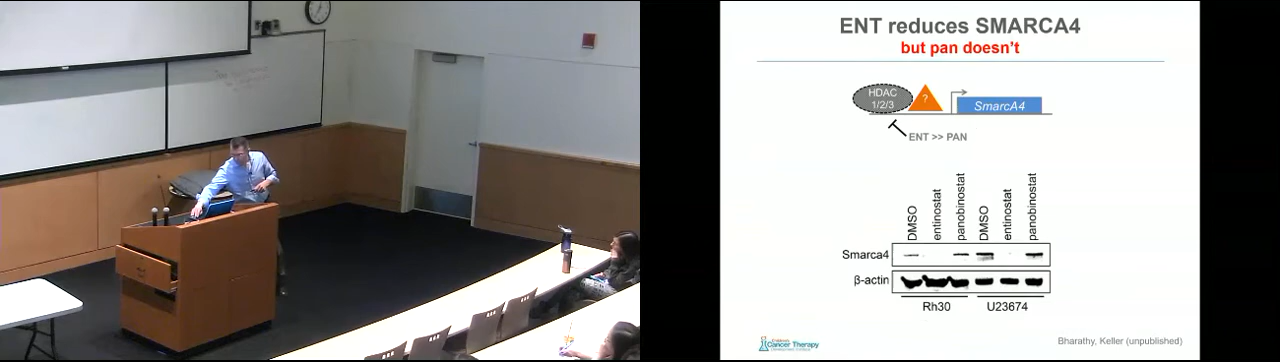 ENT reduces SMARCA4
but pan doesn't
HDAC
1/2/3
?
SmarcA4
ENT >> PAN
DMSO
entinostat
panobinostat
DMSO
entinostat
panobinostat
Smarca4
β-actin
Rh30
U23674
Children's
Cancer Therapy
Bharathy, Keller (unpublished)